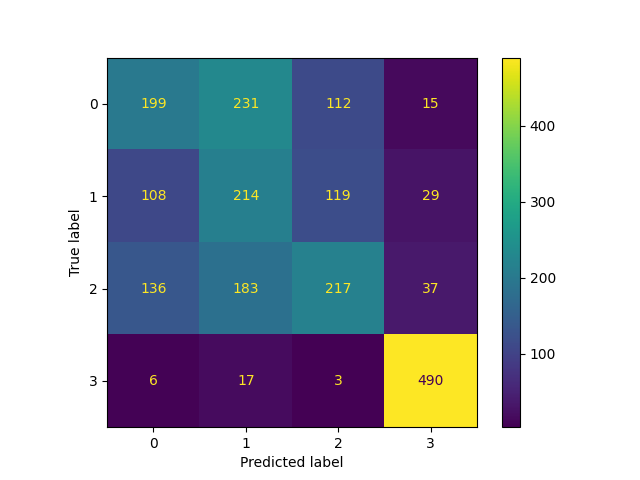 0 199 231 112 15
1 108 214 119 29
2 136 183 217 37
3 6 17 3 490
0 1 2 3
Predicted label
True label
400
300
200
100